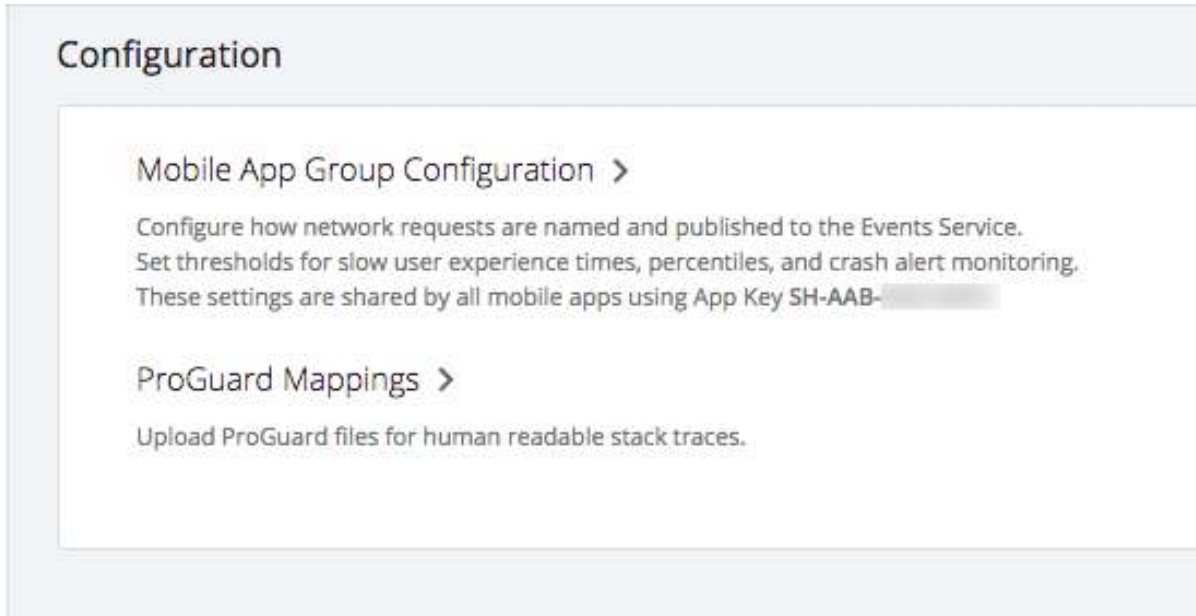 Configuration
Mobile App Group Configuration >
Configure how network requests are named and published to the Events Service.
Set thresholds for slow user experience times, percentiles, and crash alert monitoring.
These settings are shared by all mobile apps using App Key SH-AAB-
ProGuard Mappings >
Upload ProGuard files for human readable stack traces.